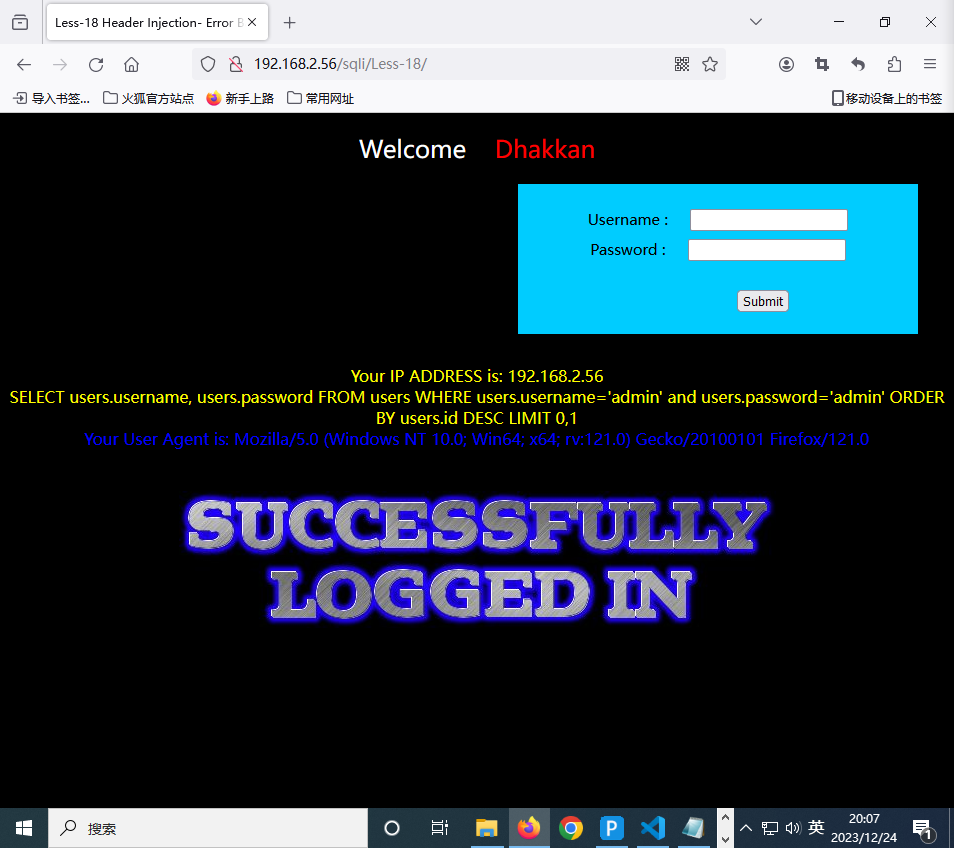 Less-18 Header Injection- Error B
192.168.2.56/sqli/Less-18/
导入书签... 火狐官方站点 新手上路 常用网址 移动设备上的书签
Welcome Dhakkan
Username :
Password :
Submit
Your IP ADDRESS is: 192.168.2.56
SELECT users.username, users.password FROM users WHERE users.username='admin' and users.password='admin' ORDER
BY users.id DESC LIMIT 0,1
Your User Agent is: Mozilla/5.0 (Windows NT 10.0; Win64; x64; rv:121.0) Gecko/20100101 Firefox/121.0
SUCCESSFULLY
LOGGED IN
搜索
P
英
20:07
2023/12/24
1